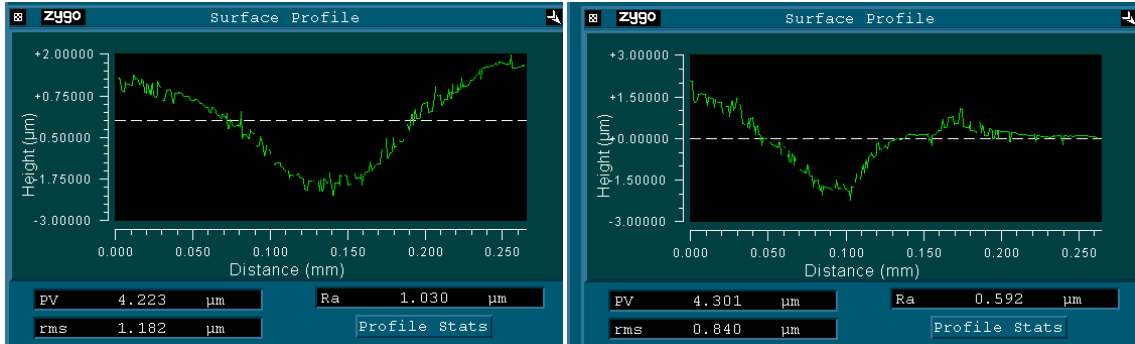 zygo Surface Profile
+2.00000
+0.75000
-0.50000
-1.75000
-3.00000
Height (µm)
0.000 0.050 0.100 0.150 0.200 0.250
Distance (mm)
PV 4.223 µm
Ra 1.030 µm
rms 1.182 µm
Profile Stats
zygo Surface Profile
+3.00000
+1.50000
+0.00000
-1.50000
-3.00000
Height (µm)
0.000 0.050 0.100 0.150 0.200 0.250
Distance (mm)
PV 4.301 µm
Ra 0.592 µm
rms 0.840 µm
Profile Stats